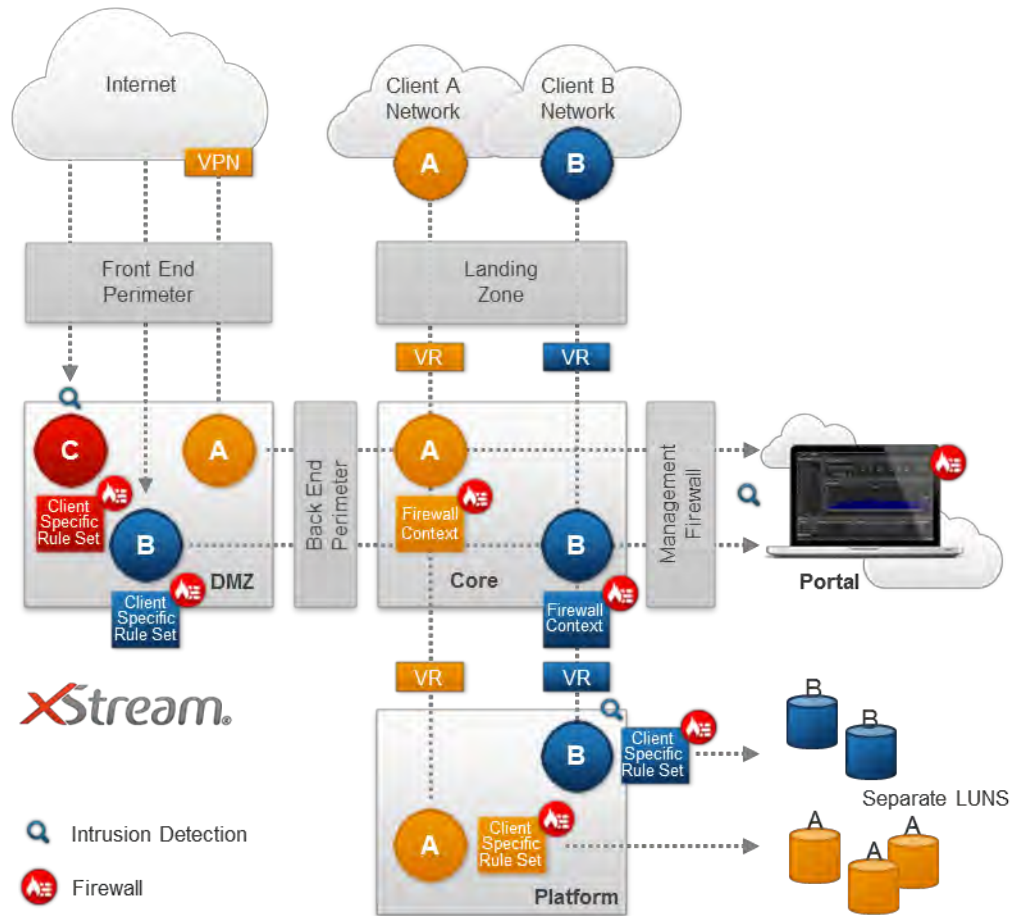 Internet
Client A
Network
Client B
Network
VPN
A
B
Front End
Perimeter
Landing
Zone
VR
VR
C
A
A
Client
Specific
Rule Set
B
DMZ
Client
Specific
Rule Set
Back End
Perimeter
Firewall
Context
Core
B
Firewall
Context
Management
Firewall
Portal
VR
VR
xStream®
B
Client
Specific
Rule Set
B
B
Separate LUNS
A
Client
Specific
Rule Set
Platform
A
A
A
Intrusion Detection
Firewall